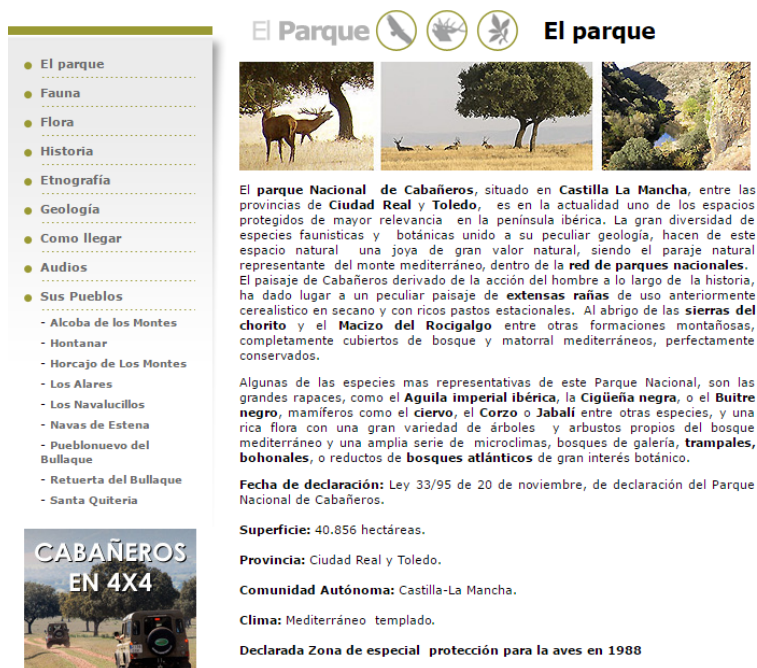 El Parque
El parque
El parque
Fauna
Flora
Historia
Etnografía
Geología
Como llegar
Audios
Sus Pueblos
- Alcoba de los Montes
- Hontanar
- Horcajo de Los Montes
- Los Alares
- Los Navalucillos
- Navas de Estena
- Pueblonuevo del
Bullaque
- Retuerta del Bullaque
- Santa Quiteria
CABAÑEROS
EN 4X4
El parque Nacional de Cabañeros, situado en Castilla La Mancha, entre las
provincias de Ciudad Real y Toledo, es en la actualidad uno de los espacios
protegidos de mayor relevancia en la península ibérica. La gran diversidad de
especies faunisticas y botánicas unido a su peculiar geología, hacen de este
espacio natural una joya de gran valor natural, siendo el paraje natural
representante del monte mediterráneo, dentro de la red de parques nacionales.
El paisaje de Cabañeros derivado de la acción del hombre a lo largo de la historia,
ha dado lugar a un peculiar paisaje de extensas rañas de uso anteriormente
cerealistico en secano y con ricos pastos estacionales. Al abrigo de las sierras del
chorito y el Macizo del Rocigalgo entre otras formaciones montañosas,
completamente cubiertos de bosque y matorral mediterráneos, perfectamente
conservados.
Algunas de las especies mas representativas de este Parque Nacional, son las
grandes rapaces, como el Aguila imperial ibérica, la Cigüeña negra, o el Buitre
negro, mamíferos como el ciervo, el Corzo o Jabalí entre otras especies, y una
rica flora con una gran variedad de árboles y arbustos propios del bosque
mediterráneo y una amplia serie de microclimas, bosques de galería, trampales,
bohonales, o reductos de bosques atlánticos de gran interés botánico.
Fecha de declaración: Ley 33/95 de 20 de noviembre, de declaración del Parque
Nacional de Cabañeros.
Superficie: 40.856 hectáreas.
Provincia: Ciudad Real y Toledo.
Comunidad Autónoma: Castilla-La Mancha.
Clima: Mediterráneo templado.
Declarada Zona de especial protección para la aves en 1988